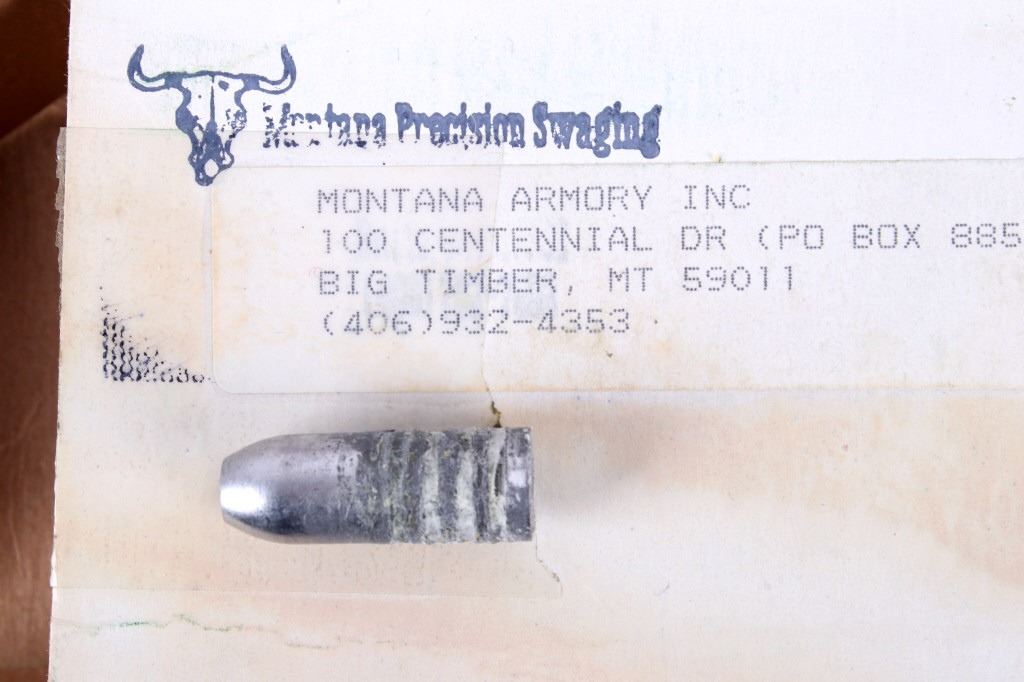 Montana Precision Swaging
MONTANA ARMORY INC
100 CENTENNIAL DR (PO BOX 885
BIG TIMBER, MT 59011
(406)932-4353